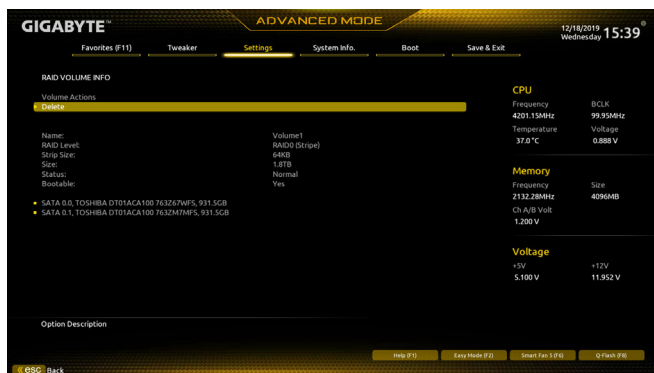 GIGABYTE™
ADVANCED MODE
12/18/2019 15:39
Wednesday
Favorites (F11) Tweaker Settings System Info. Boot Save & Exit
RAID VOLUME INFO
Volume Actions
Delete
Name: Volume1
RAID Level: RAID0 (Stripe)
Strip Size: 64KB
Size: 1.8TB
Status: Normal
Bootable: Yes
SATA 0.0, TOSHIBA DT01ACA100 763Z67WFS, 931.5GB
SATA 0.1, TOSHIBA DT01ACA100 763ZM7MFS, 931.5GB
CPU
Frequency BCLK
4201.15MHz 99.95MHz
Temperature Voltage
37.0 °C 0.888 V
Memory
Frequency Size
2132.28MHz 4096MB
Ch A/B Volt
1.200 V
Voltage
+5V +12V
5.100 V 11.952 V
Option Description
Help (F1) Easy Mode (F2) Smart Fan 5 (F6) Q-Flash (F8)
esc Back